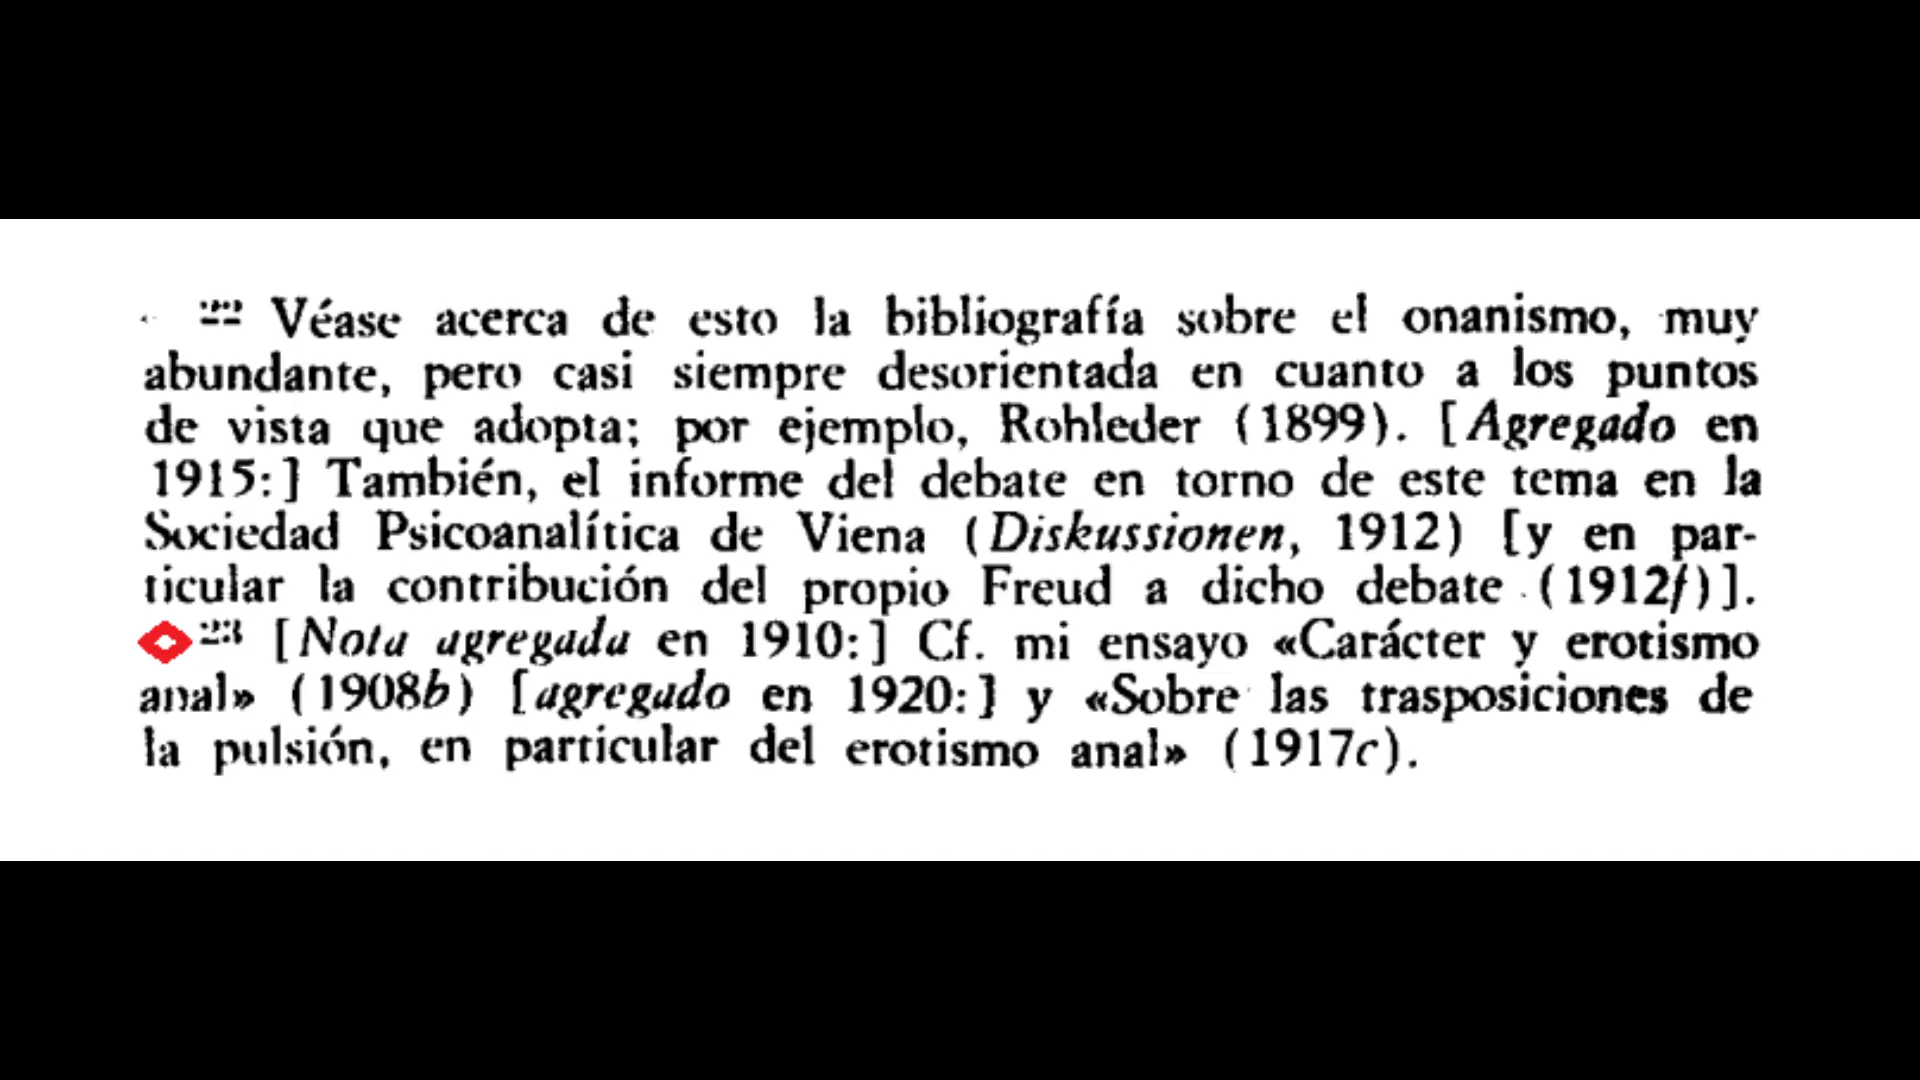 22 Véase acerca de esto la bibliografía sobre el onanismo, muy
abundante, pero casi siempre desorientada en cuanto a los puntos
de vista que adopta; por ejemplo, Rohleder (1899). [Agregado en
1915:] También, el informe del debate en torno de este tema en la
Sociedad Psicoanalítica de Viena (Diskussionen, 1912) [y en par-
ticular la contribución del propio Freud a dicho debate (1912f)].
23 [Nota agregada en 1910:] Cf. mi ensayo «Carácter y erotismo
anal» (1908b) [agregado en 1920:] y «Sobre las trasposiciones de
la pulsión, en particular del erotismo anal» (1917c).